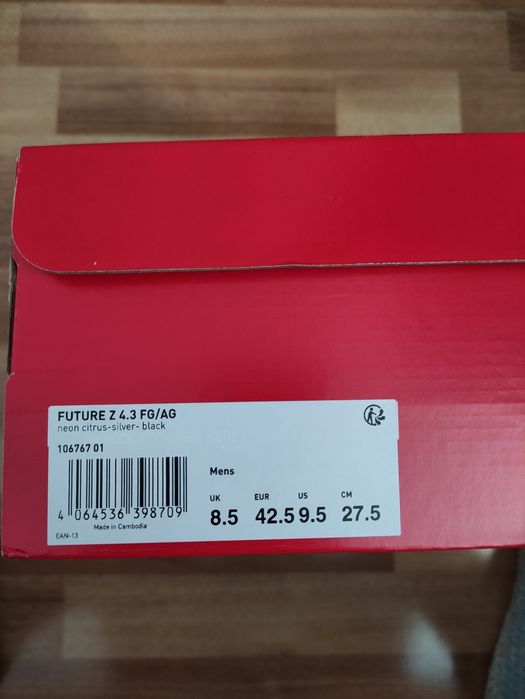 FUTURE Z 4.3 FG/AG
neon citrus-silver- black
106767 01
Mens
UK EUR US CM
8.5 42.5 9.5 27.5
4 064536 398709
Made in Cambodia
EAN-13